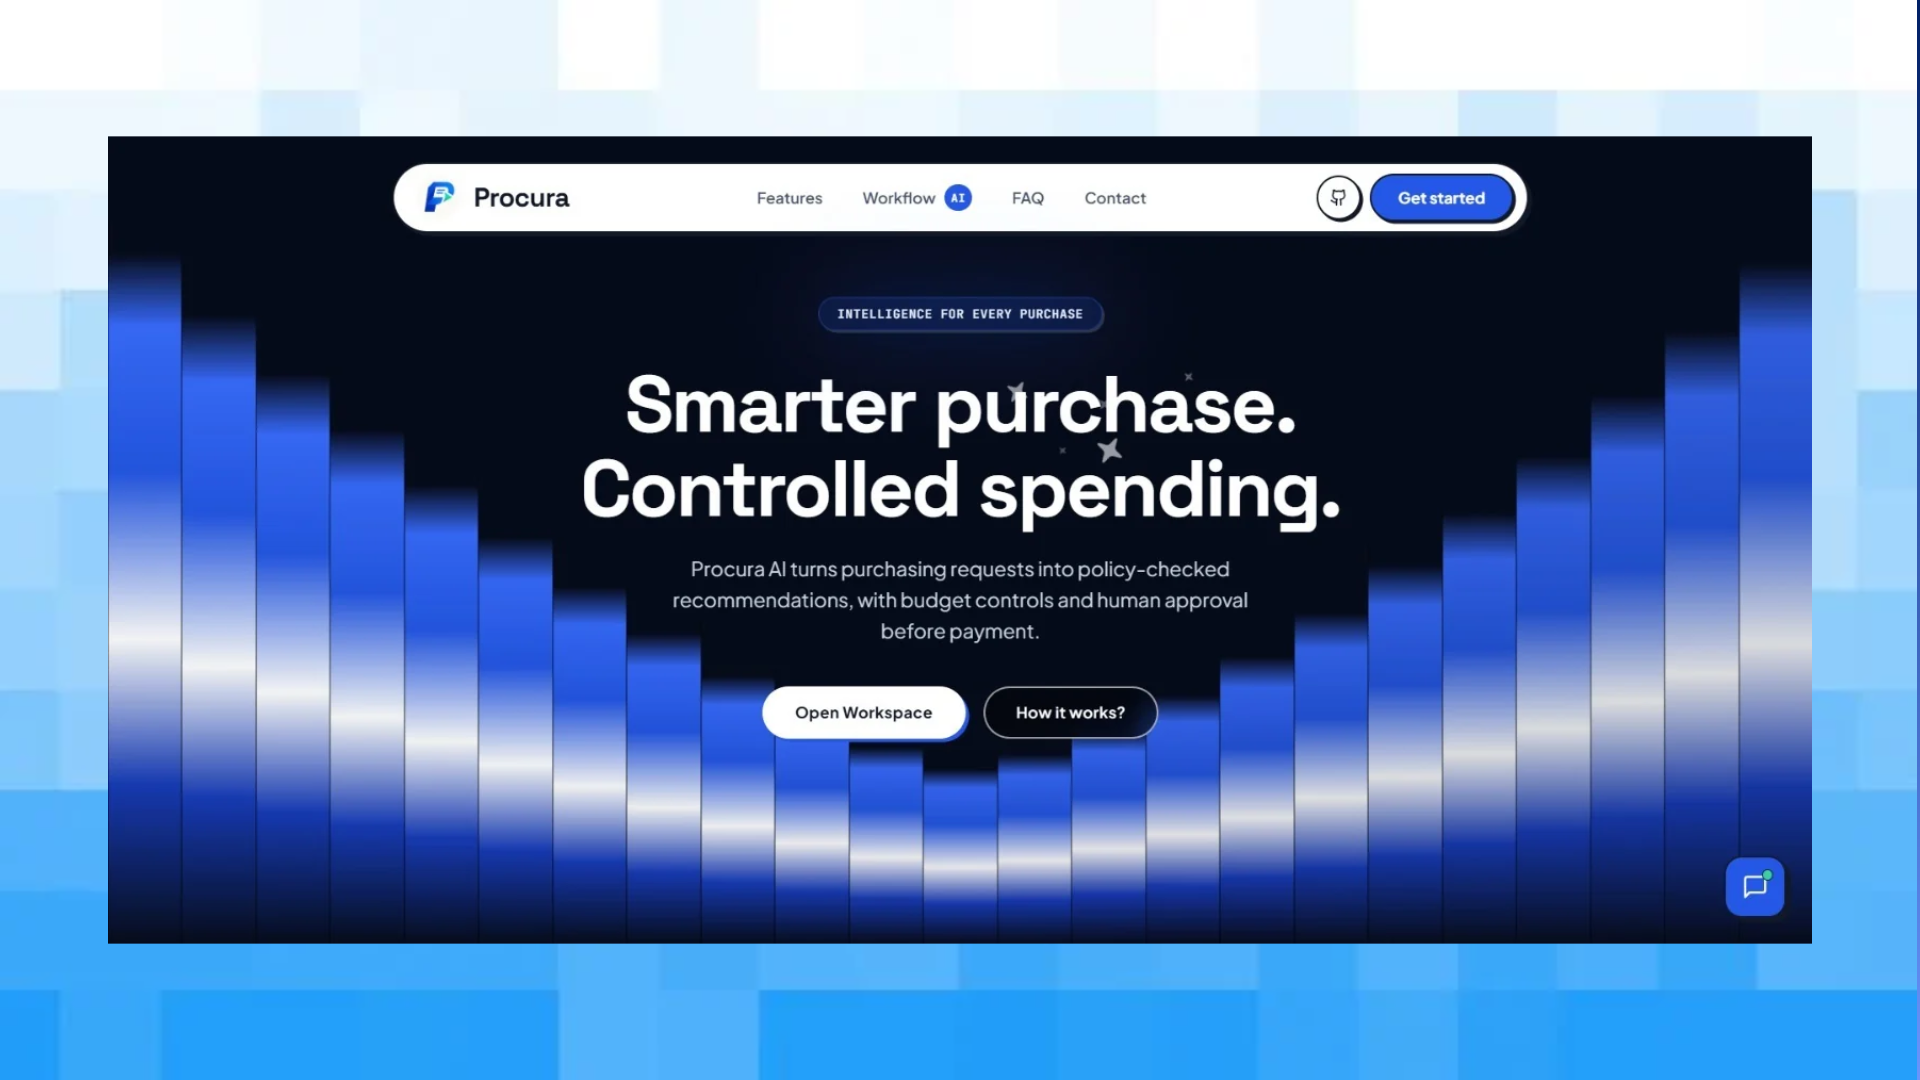 Procura
Features
Workflow AI
FAQ
Contact
Get started
INTELLIGENCE FOR EVERY PURCHASE
Smarter purchase.
Controlled spending.
Procura AI turns purchasing requests into policy-checked
recommendations, with budget controls and human approval
before payment.
Open Workspace
How it works?